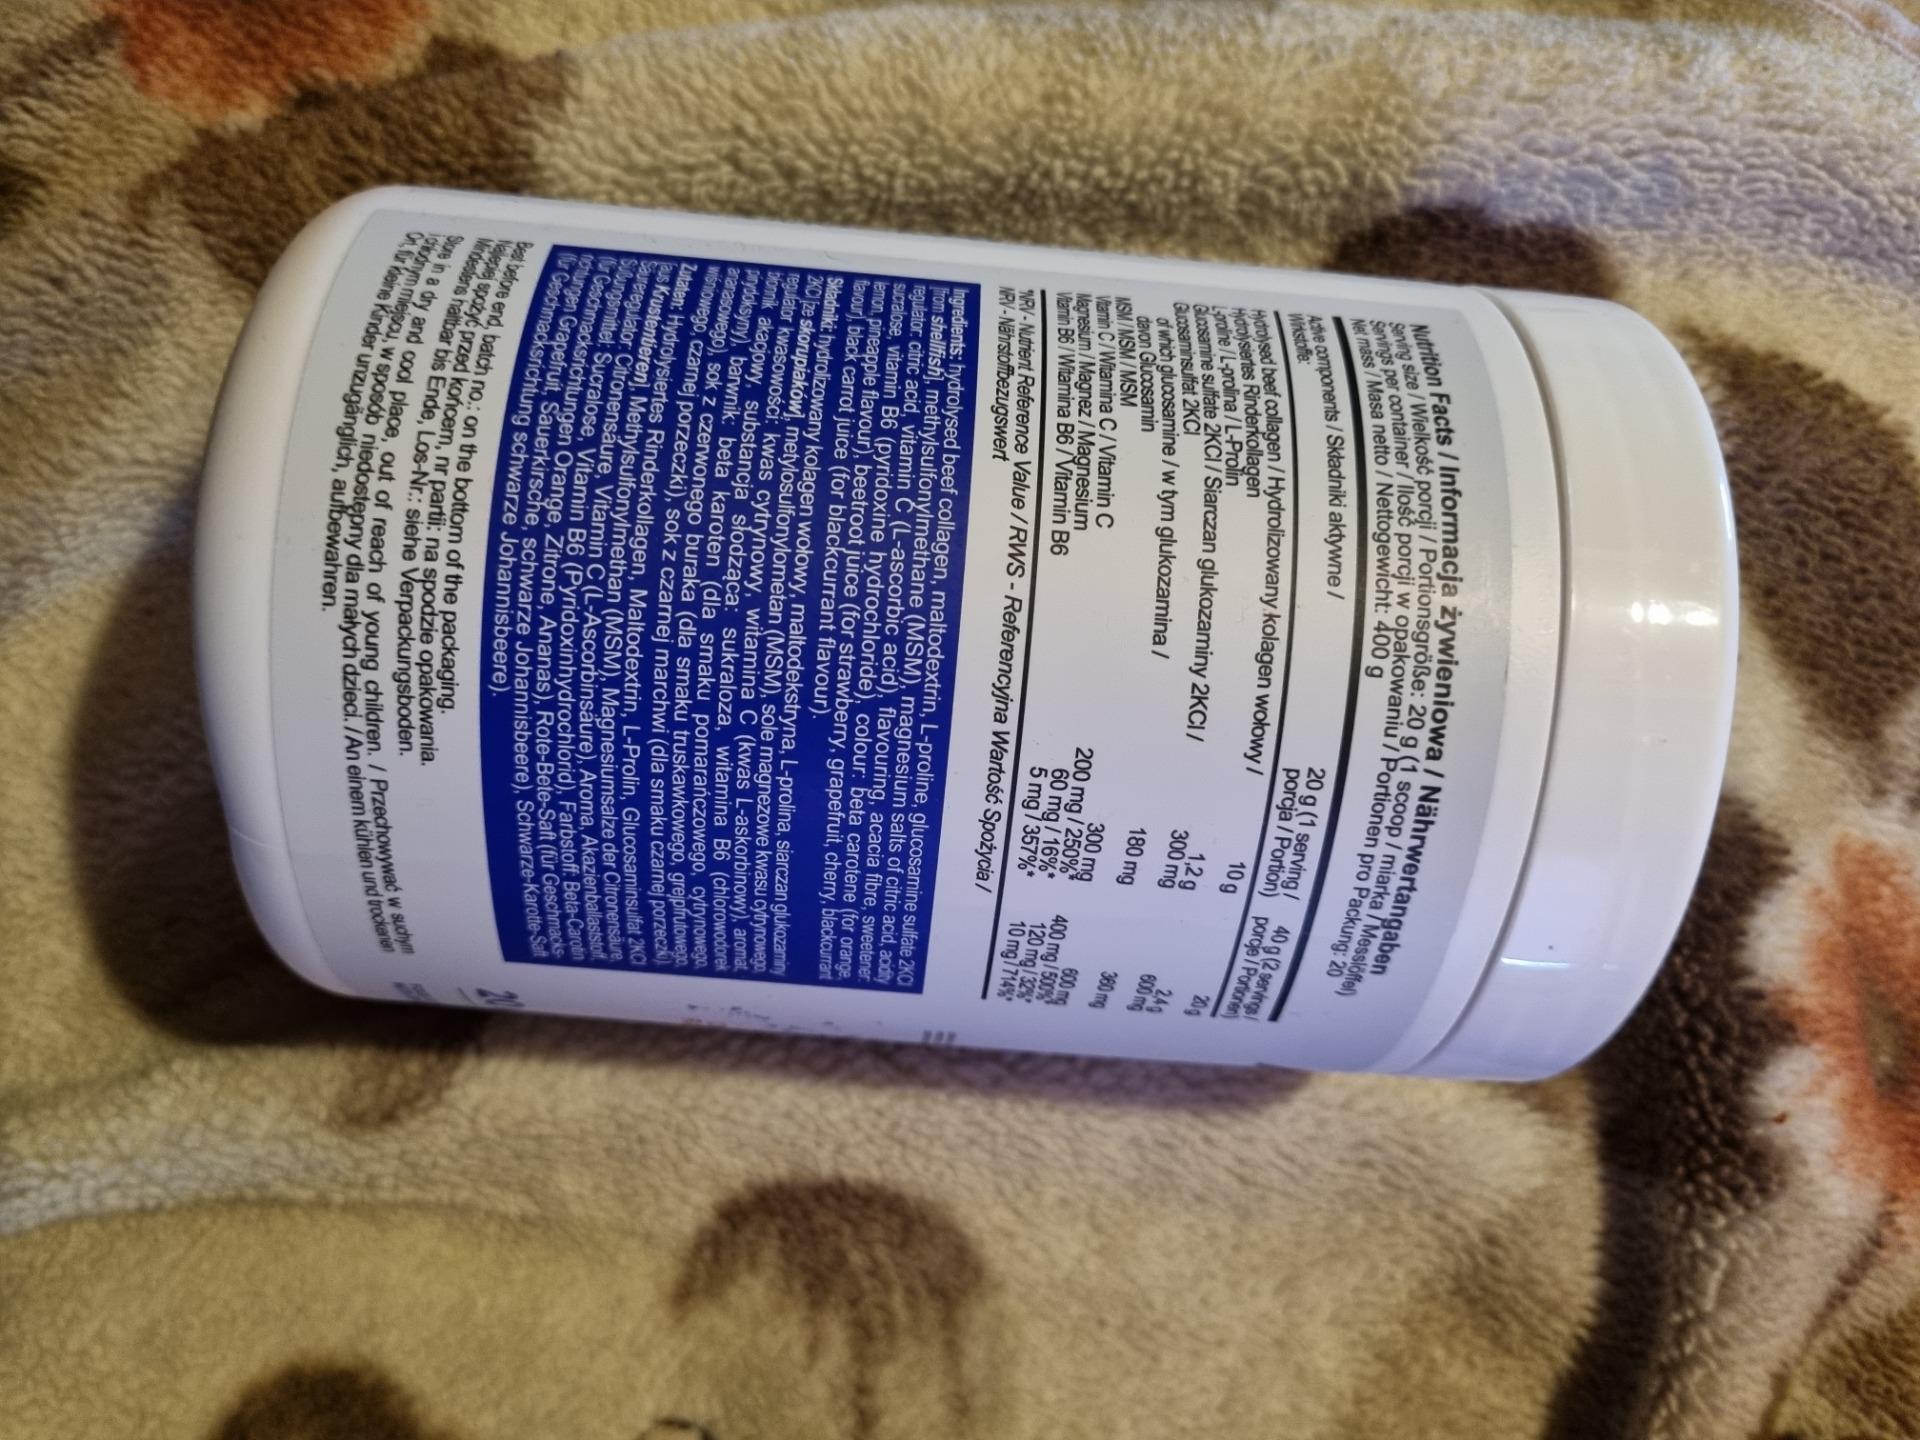 Nutrition Facts / Informacja żywieniowa / Nährwertangaben
Serving size / Wielkość porcji / Portionsgröße: 20 g (1 scoop / miarka / Messlöffel)
Servings per container / Ilość porcji w opakowaniu / Portionen pro Packung: 20
Net mass / Masa netto / Nettogewicht: 400 g
Active components / Składniki aktywne / 20 g (1 serving / 40 g (2 servings /
Wirkstoffe: porcja / Portion) porcje / Portionen)
Hydrolysed beef collagen / Hydrolizowany kolagen wołowy /
Hydrolysiertes Rinderkollagen 10 g 20 g
L-proline / L-prolina / L-Prolin 1,2 g 2,4 g
Glucosamine sulfate 2KCl / Siarczan glukozaminy 2KCl /
Glucosaminsulfat 2KCl 300 mg 600 mg
of which glucosamine / w tym glukozamina /
davon Glucosamin 180 mg 360 mg
MSM / MSM / MSM 300 mg 600 mg
Vitamin C / Witamina C / Vitamin C 200 mg / 250%* 400 mg / 500%*
Magnesium / Magnez / Magnesium 60 mg / 16%* 120 mg / 32%*
Vitamin B6 / Witamina B6 / Vitamin B6 5 mg / 357%* 10 mg / 714%*
*NRV - Nutrient Reference Value / RWS - Referencyjna Wartość Spożycia /
NRV - Nährstoffbezugswert
Ingredients: hydrolysed beef collagen, maltodextrin, L-proline, glucosamine sulfate 2KCl
[from shellfish], methylsulfonylmethane (MSM), magnesium salts of citric acid, acidity
regulator: citric acid, vitamin C (L-ascorbic acid), flavouring, acacia fibre, sweetener:
sucralose, vitamin B6 (pyridoxine hydrochloride), colour: beta carotene (for orange,
lemon, pineapple flavour), beetroot juice (for strawberry, grapefruit, cherry, blackcurrant
flavour), black carrot juice (for blackcurrant flavour).
Składniki: hydrolizowany kolagen wołowy, maltodekstryna, L-prolina, siarczan glukozaminy
2KCl [ze skorupiaków], metylosulfonylometan (MSM), sole magnezowe kwasu cytrynowego,
regulator kwasowości: kwas cytrynowy, witamina C (kwas L-askorbinowy), aromat,
błonnik akacjowy, substancja słodząca: sukraloza, witamina B6 (chlorowodorek
pirydoksyny), barwnik: beta karoten (dla smaku pomarańczowego, cytrynowego,
ananasowego), sok z czerwonego buraka (dla smaku truskawkowego, grejpfrutowego,
wiśniowego, czarnej porzeczki), sok z czarnej marchwi (dla smaku czarnej porzeczki).
Zutaten: Hydrolysiertes Rinderkollagen, Maltodextrin, L-Prolin, Glucosaminsulfat 2KCl
[aus Krustentieren], Methylsulfonylmethan (MSM), Magnesiumsalze der Citronensäure,
Säureregulator: Citronensäure, Vitamin C (L-Ascorbinsäure), Aroma, Akazienballaststoff,
Süßungsmittel: Sucralose, Vitamin B6 (Pyridoxinhydrochlorid), Farbstoff: Beta-Carotin
(für Geschmacksrichtungen Orange, Zitrone, Ananas), Rote-Bete-Saft (für Geschmacks-
richtungen Grapefruit, Sauerkirsche, schwarze Johannisbeere), Schwarze-Karotte-Saft
(für Geschmacksrichtung schwarze Johannisbeere).
Best before end, batch no.: on the bottom of the packaging.
Najlepiej spożyć przed końcem, nr partii: na spodzie opakowania.
Mindestens haltbar bis Ende, Los-Nr.: siehe Verpackungsboden.
Store in a dry and cool place, out of reach of young children. / Przechowywać w suchym
i chłodnym miejscu, w sposób niedostępny dla małych dzieci. / An einem kühlen und trockenen
Ort, für kleine Kinder unzugänglich, aufbewahren.